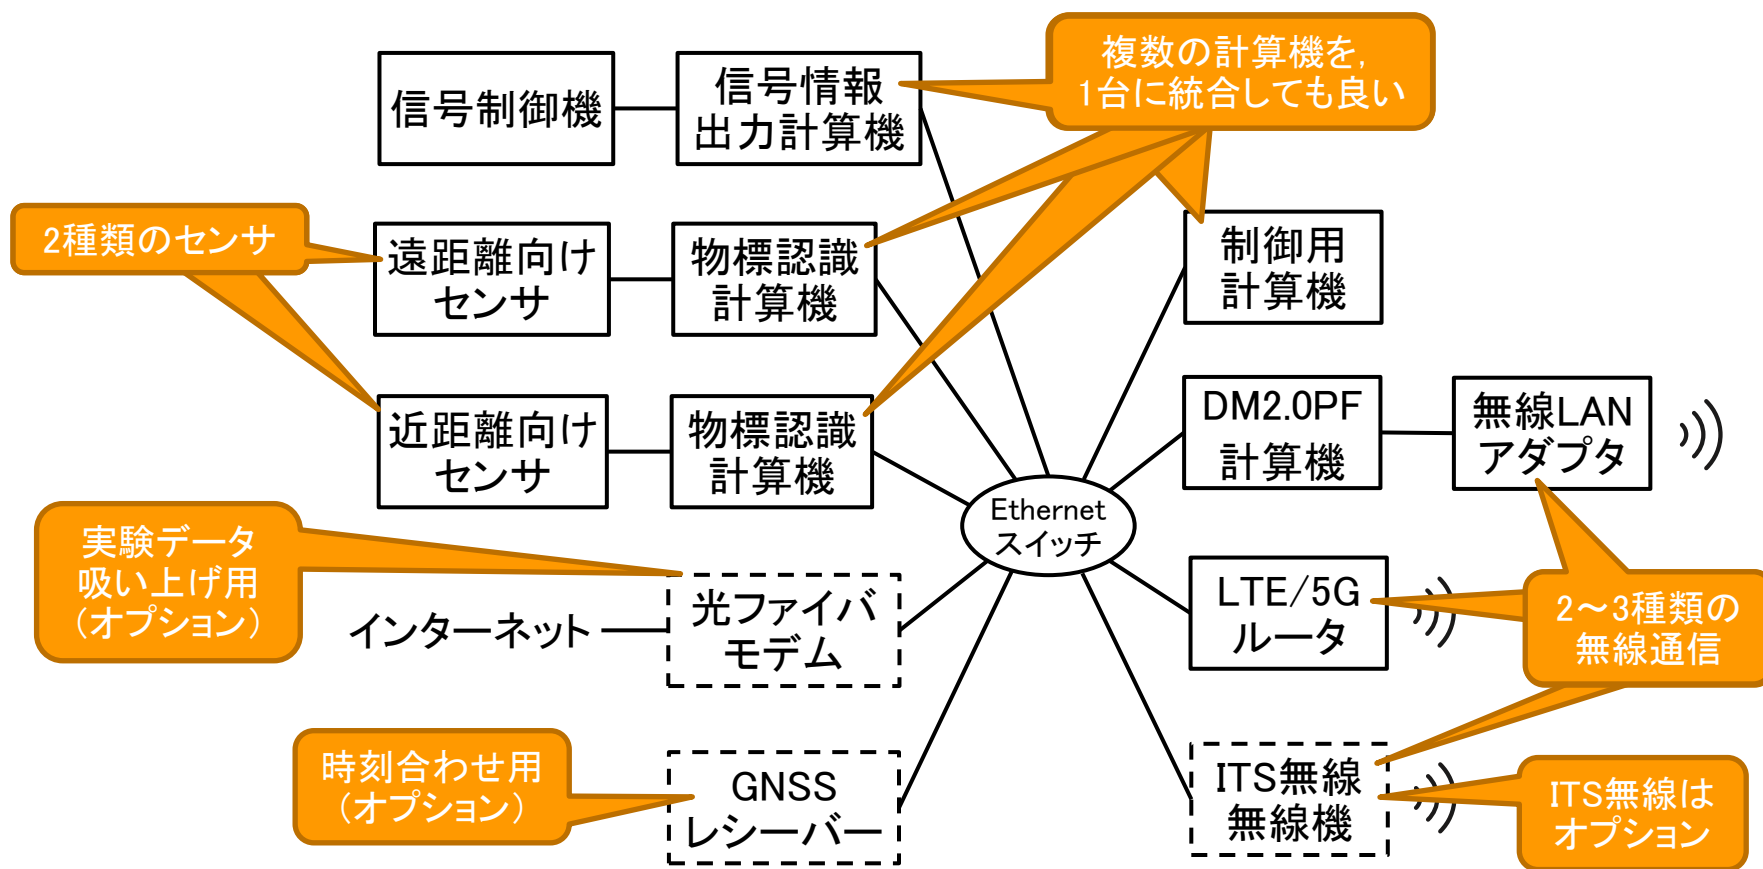 複数の計算機を,
1台に統合しても良い
信号制御機
信号情報
出力計算機
2種類のセンサ
遠距離向け
センサ
物標認識
計算機
制御用
計算機
近距離向け
センサ
物標認識
計算機
DM2.0PF
計算機
無線LAN
アダプタ
Ethernet
スイッチ
実験データ
吸い上げ用
(オプション)
インターネット
光ファイバ
モデム
LTE/5G
ルータ
2～3種類の
無線通信
時刻合わせ用
(オプション)
GNSS
レシーバー
ITS無線
無線機
ITS無線は
オプション